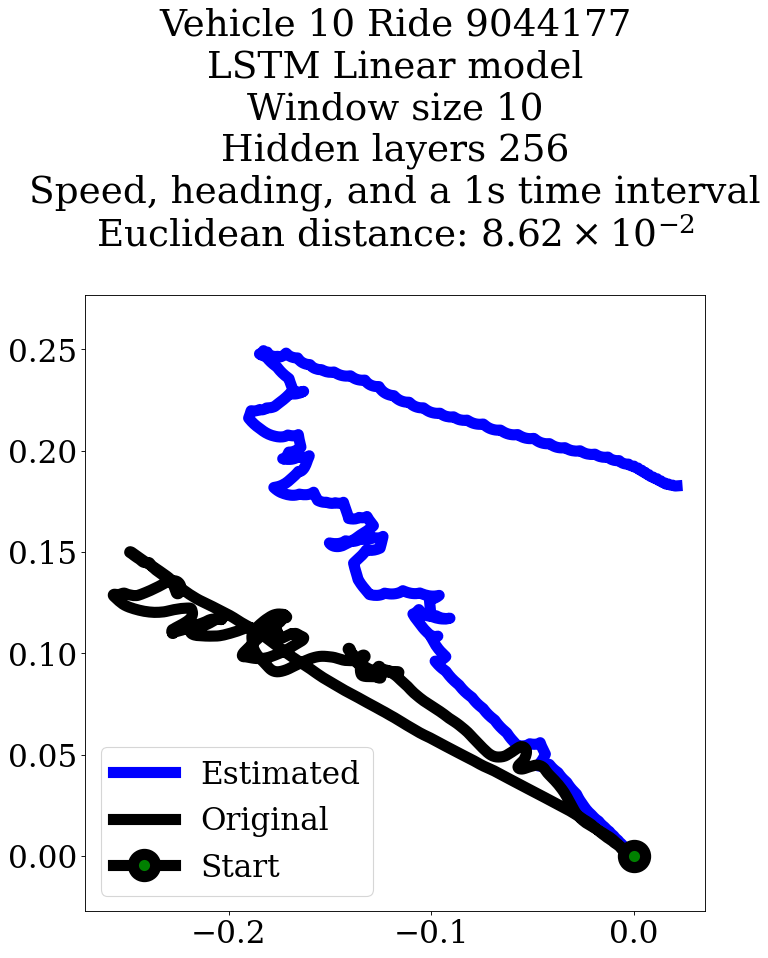 Vehicle 10 Ride 9044177
LSTM Linear model
Window size 10
Hidden layers 256
Speed, heading, and a 1s time interval
Euclidean distance: 8.62 × 10⁻²
0.25
0.20
0.15
0.10
0.05
0.00
Estimated
Original
Start
−0.2
−0.1
0.0